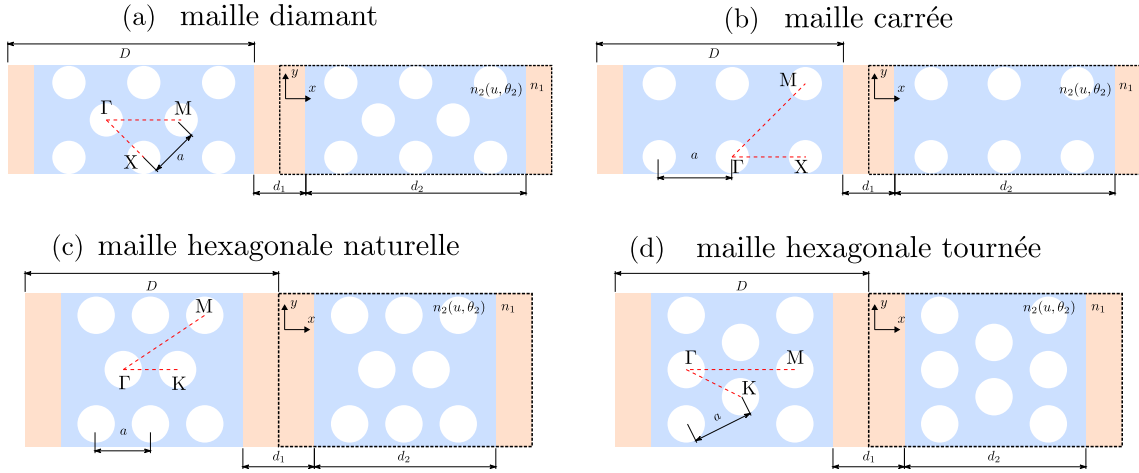 (a) maille diamant
D
y
x
n₂(u, θ₂)
n₁
Γ
M
X
a
d₁
d₂
(b) maille carrée
D
y
x
n₂(u, θ₂)
n₁
M
a
Γ
X
d₁
d₂
(c) maille hexagonale naturelle
D
y
x
n₂(u, θ₂)
n₁
M
Γ
K
a
d₁
d₂
(d) maille hexagonale tournée
D
y
x
n₂(u, θ₂)
n₁
Γ
M
K
a
d₁
d₂